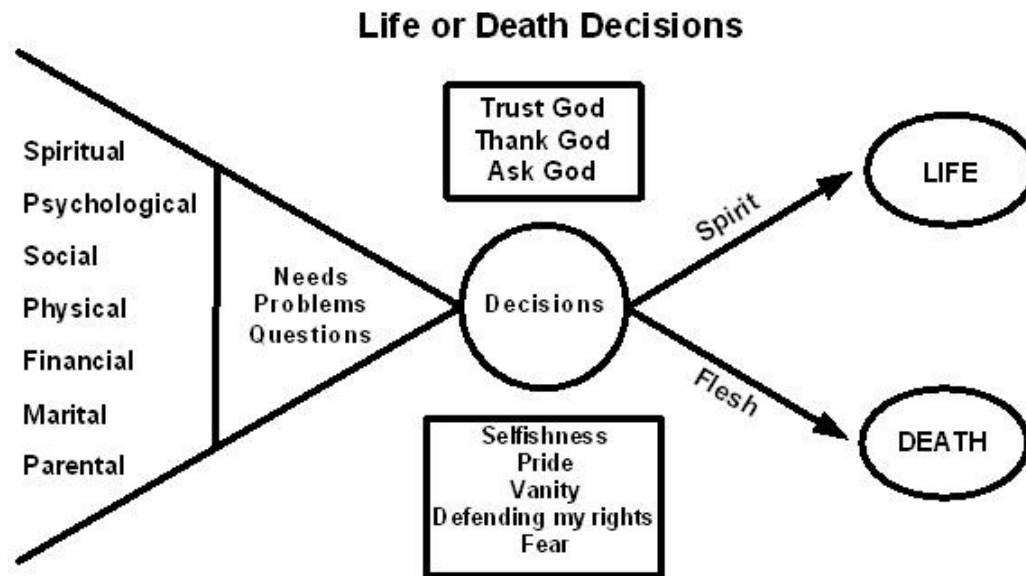 Life or Death Decisions
Spiritual
Psychological
Social
Physical
Financial
Marital
Parental
Needs
Problems
Questions
Trust God
Thank God
Ask God
Decisions
Selfishness
Pride
Vanity
Defending my rights
Fear
Spirit
LIFE
Flesh
DEATH